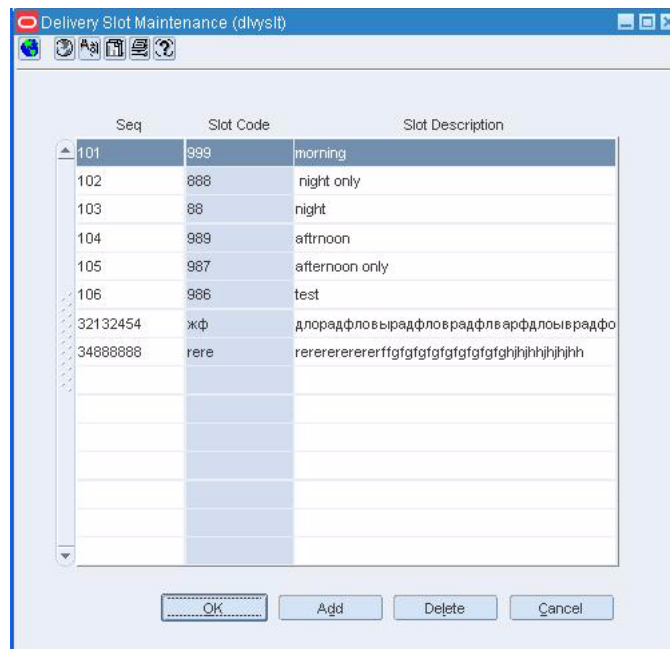 Delivery Slot Maintenance (dlvyslt)
Seq Slot Code Slot Description
101 999 morning
102 888 night only
103 88 night
104 989 aftrnoon
105 987 afternoon only
106 986 test
32132454 жф длорадфловырадфловрадфлварфдлоыврадфо
34888888 rere rererererererffgfgfgfgfgfgfgfgfghjhjhhjhjhjhh
OK Add Delete Cancel